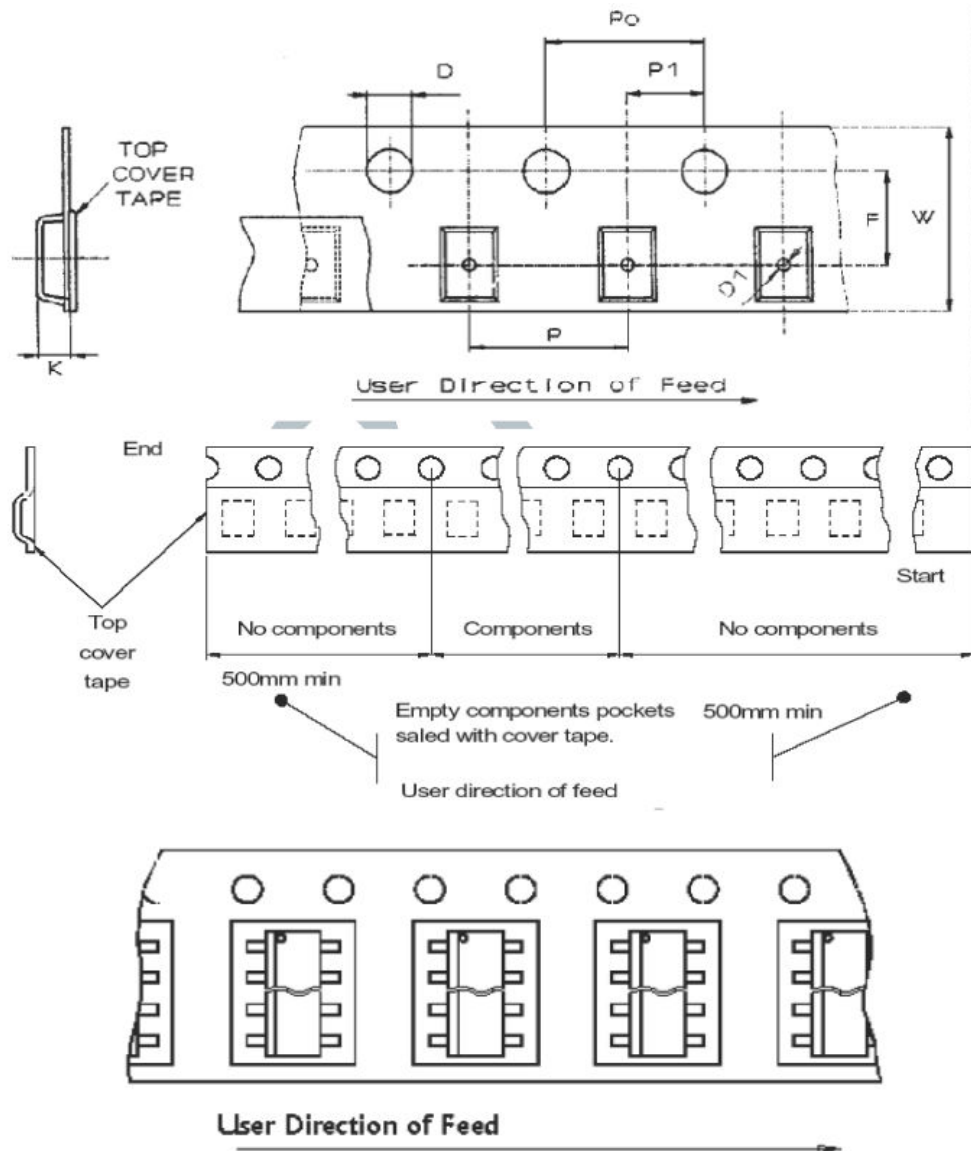 Po
D
P1
TOP
COVER
TAPE
F
W
D1
P
K
User Direction of Feed
End
Start
Top
cover
tape
No components
Components
No components
500mm min
500mm min
Empty components pockets
saled with cover tape.
User direction of feed
User Direction of Feed